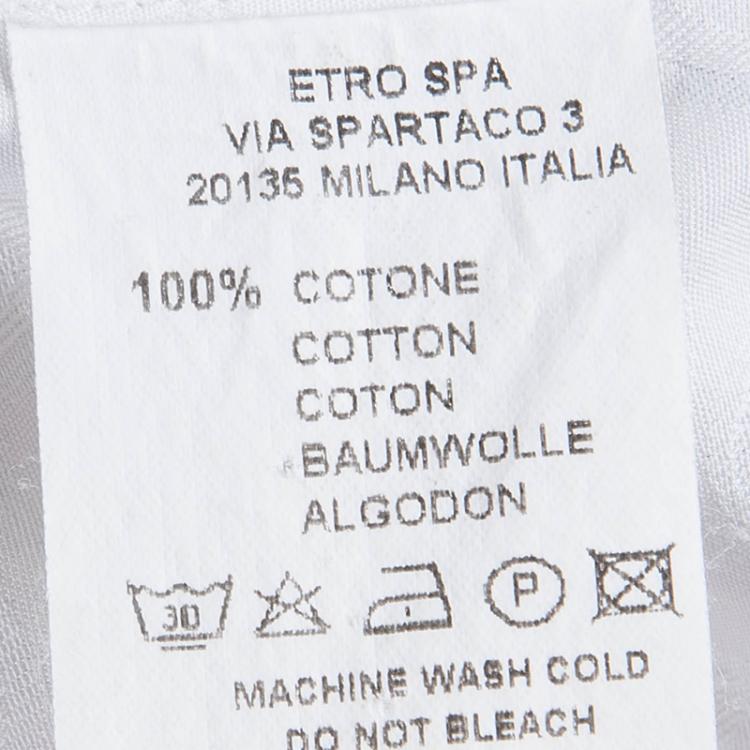 ETRO SPA
VIA SPARTACO 3
20135 MILANO ITALIA
100% COTONE
COTTON
COTON
BAUMWOLLE
ALGODON
30 P
MACHINE WASH COLD
DO NOT BLEACH